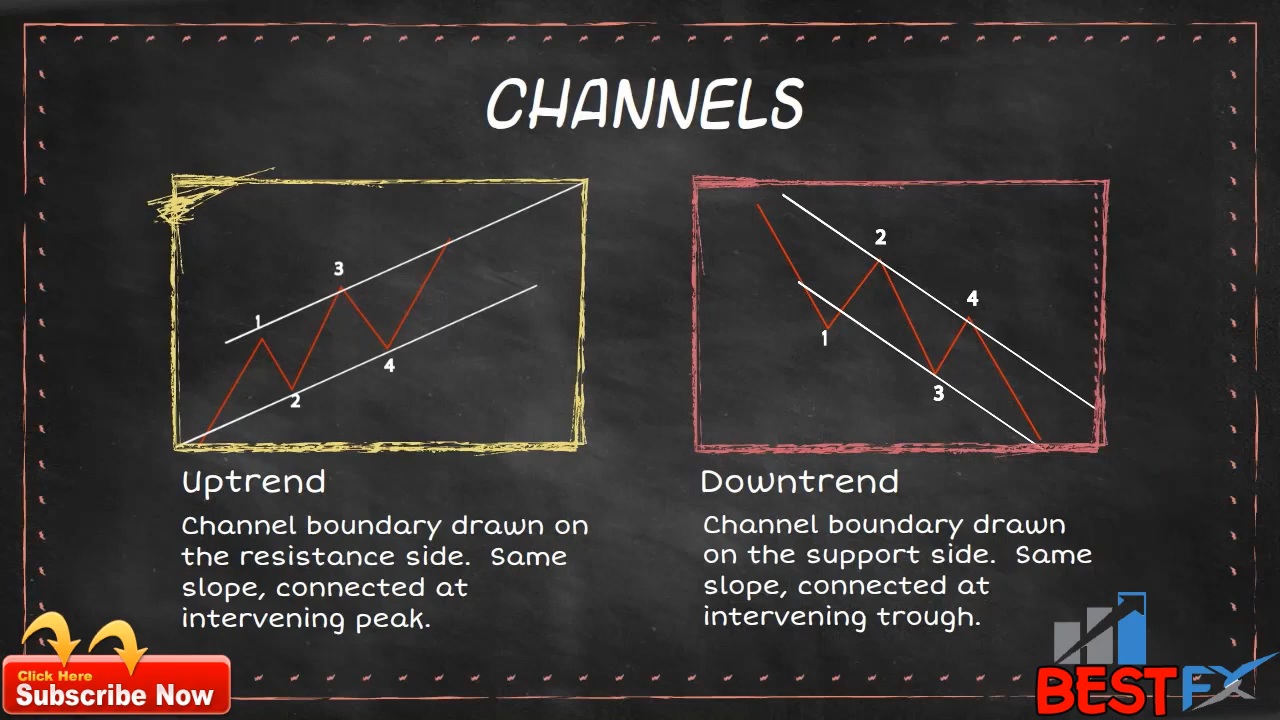 CHANNELS
1
3
2
4
2
4
1
3
Uptrend
Channel boundary drawn on
the resistance side.  Same
slope, connected at
intervening peak.
Downtrend
Channel boundary drawn
on the support side.  Same
slope, connected at
intervening trough.
Click Here
Subscribe Now
BEST FX